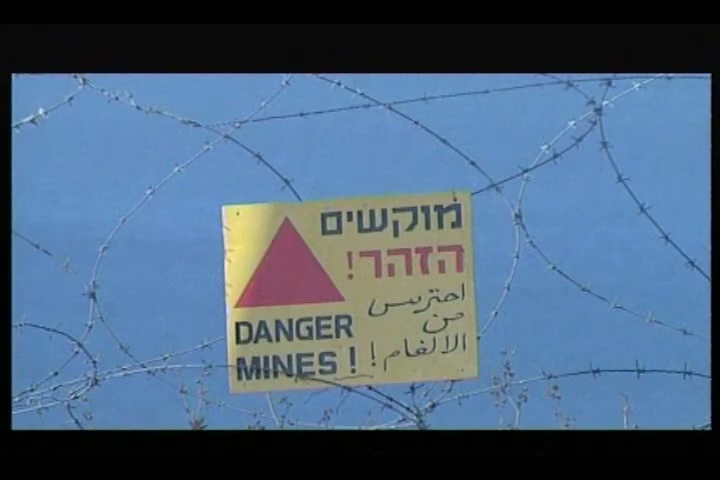 מוקשים
הזהר!
احترس
من
الالغام!
DANGER
MINES!